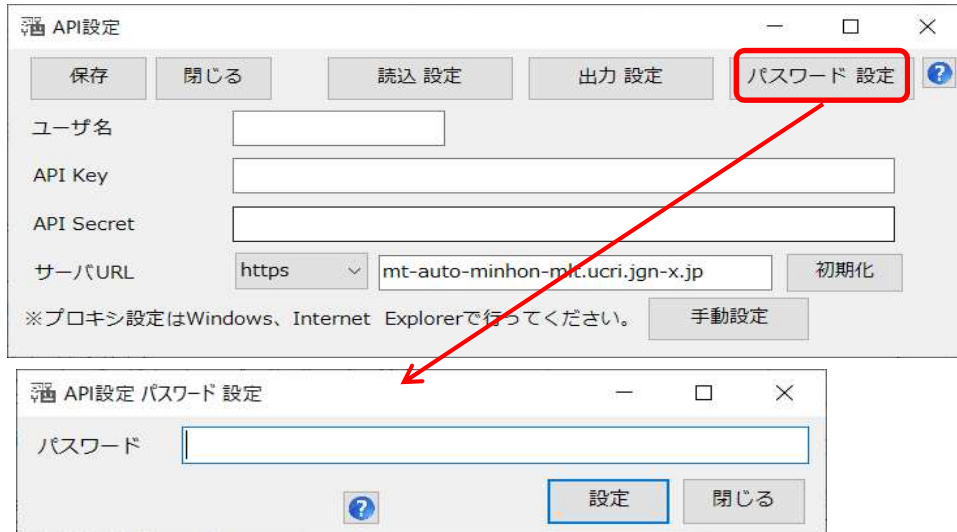 API設定
保存 閉じる 読込 設定 出力 設定 パスワード 設定
ユーザ名
API Key
API Secret
サーバURL https mt-auto-minhon-mlt.ucri.jgn-x.jp 初期化
※プロキシ設定はWindows、Internet Explorerで行ってください。 手動設定
API設定 パスワード 設定
パスワード
設定 閉じる